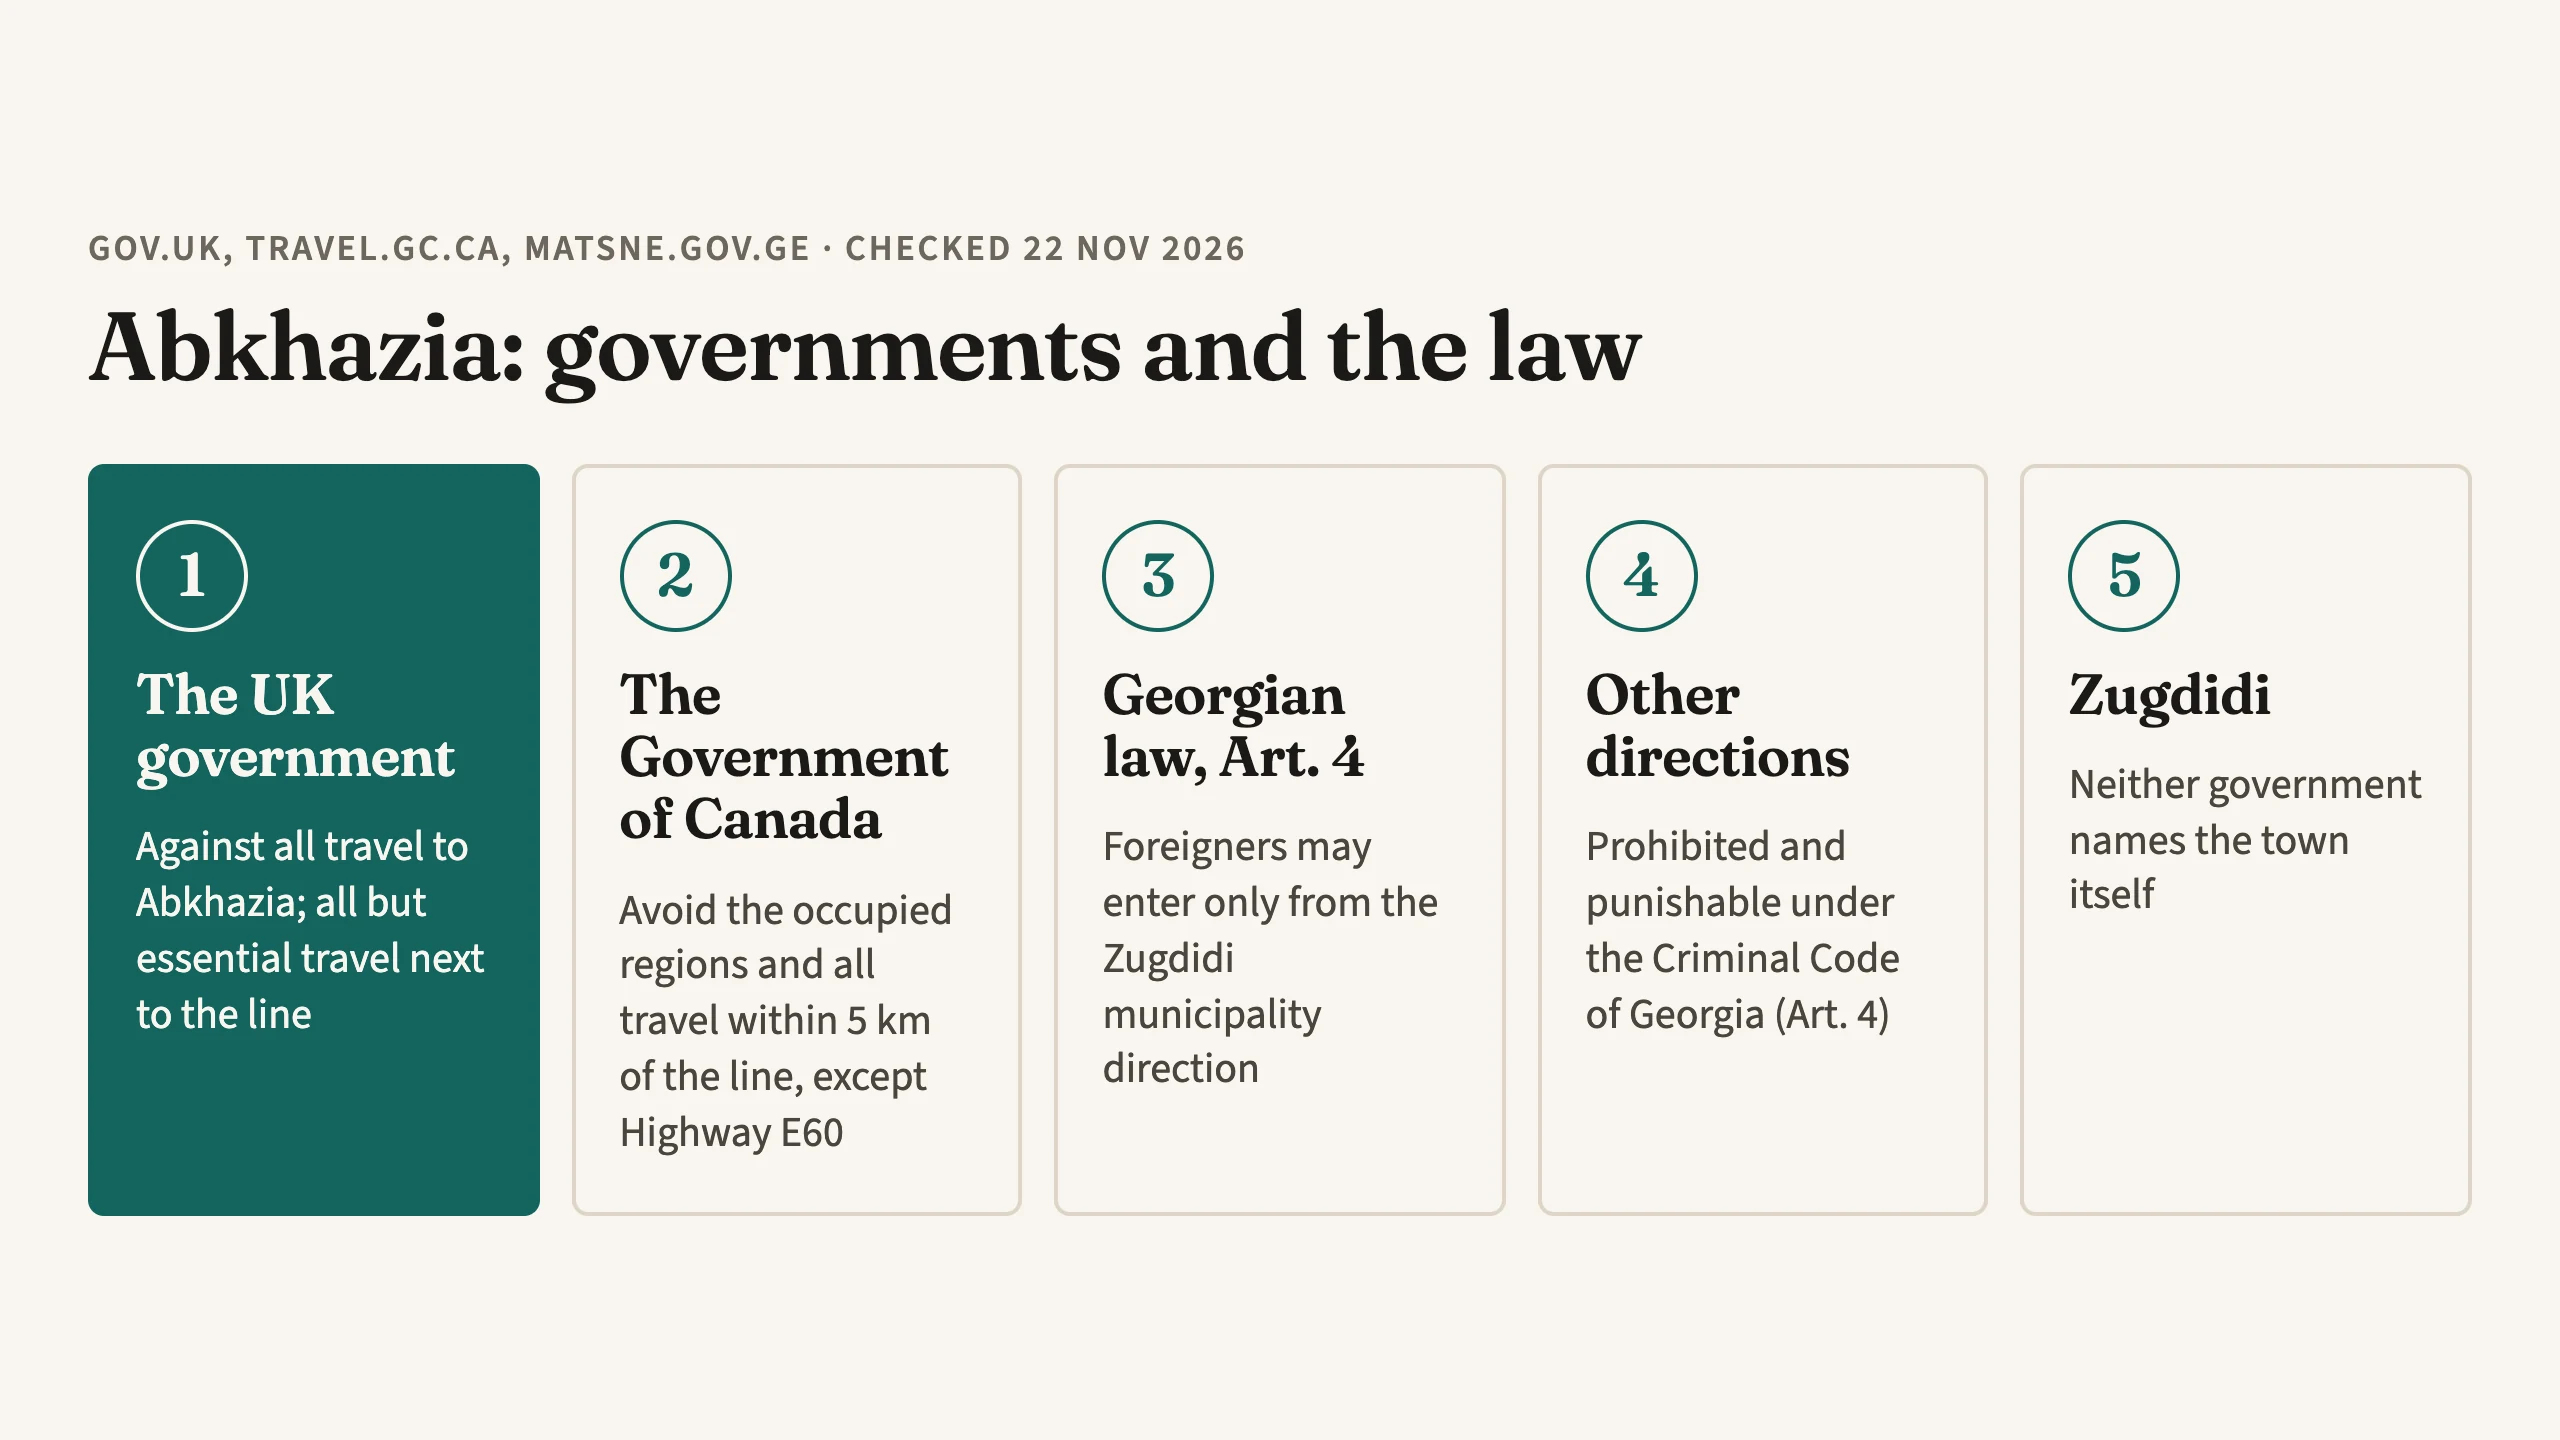 GOV.UK, TRAVEL.GC.CA, MATSNE.GOV.GE · CHECKED 22 NOV 2026
Abkhazia: governments and the law
1
The UK
government
Against all travel to
Abkhazia; all but
essential travel next
to the line
2
The
Government
of Canada
Avoid the occupied
regions and all
travel within 5 km
of the line, except
Highway E60
3
Georgian
law, Art. 4
Foreigners may
enter only from the
Zugdidi
municipality
direction
4
Other
directions
Prohibited and
punishable under
the Criminal Code
of Georgia (Art. 4)
5
Zugdidi
Neither government
names the town
itself